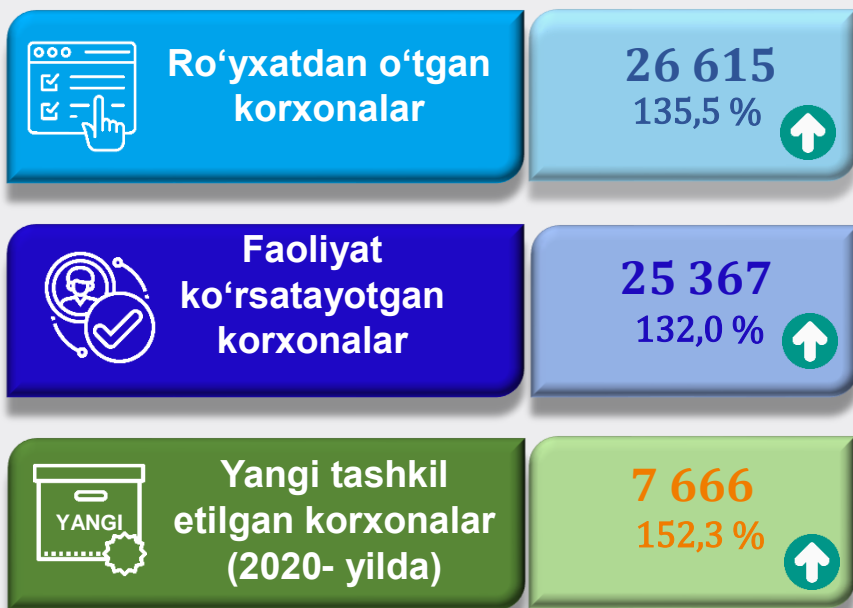 Ro‘yxatdan o‘tgan
korxonalar
26 615
135,5 %
Faoliyat
ko‘rsatayotgan
korxonalar
25 367
132,0 %
YANGI
Yangi tashkil
etilgan korxonalar
(2020- yilda)
7 666
152,3 %